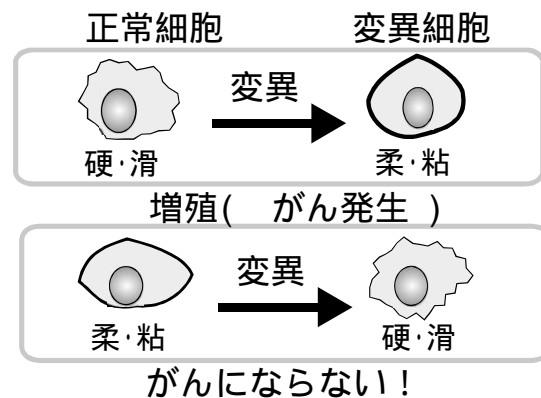 正常細胞 変異細胞
変異
硬·滑 柔·粘
増殖( がん発生 )
変異
柔·粘 硬·滑
がんにならない!